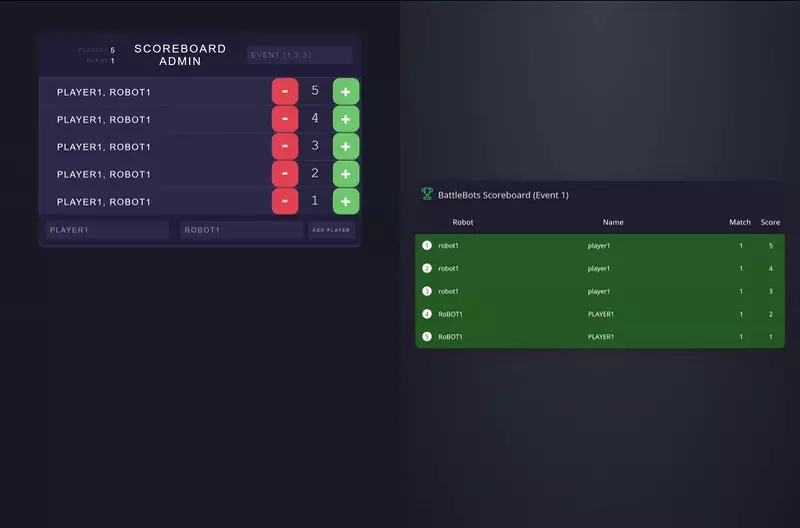 PLAYERS 5
EVENT 1
SCOREBOARD
ADMIN
EVENT (1,2,3)
PLAYER1, ROBOT1 - 5 +
PLAYER1, ROBOT1 - 4 +
PLAYER1, ROBOT1 - 3 +
PLAYER1, ROBOT1 - 2 +
PLAYER1, ROBOT1 - 1 +
PLAYER1 ROBOT1 ADD PLAYER
BattleBots Scoreboard (Event 1)
Robot Name Match Score
1 robot1 player1 1 5
2 robot1 player1 1 4
3 robot1 player1 1 3
4 RoBOT1 PLAYER1 1 2
5 RoBOT1 PLAYER1 1 1